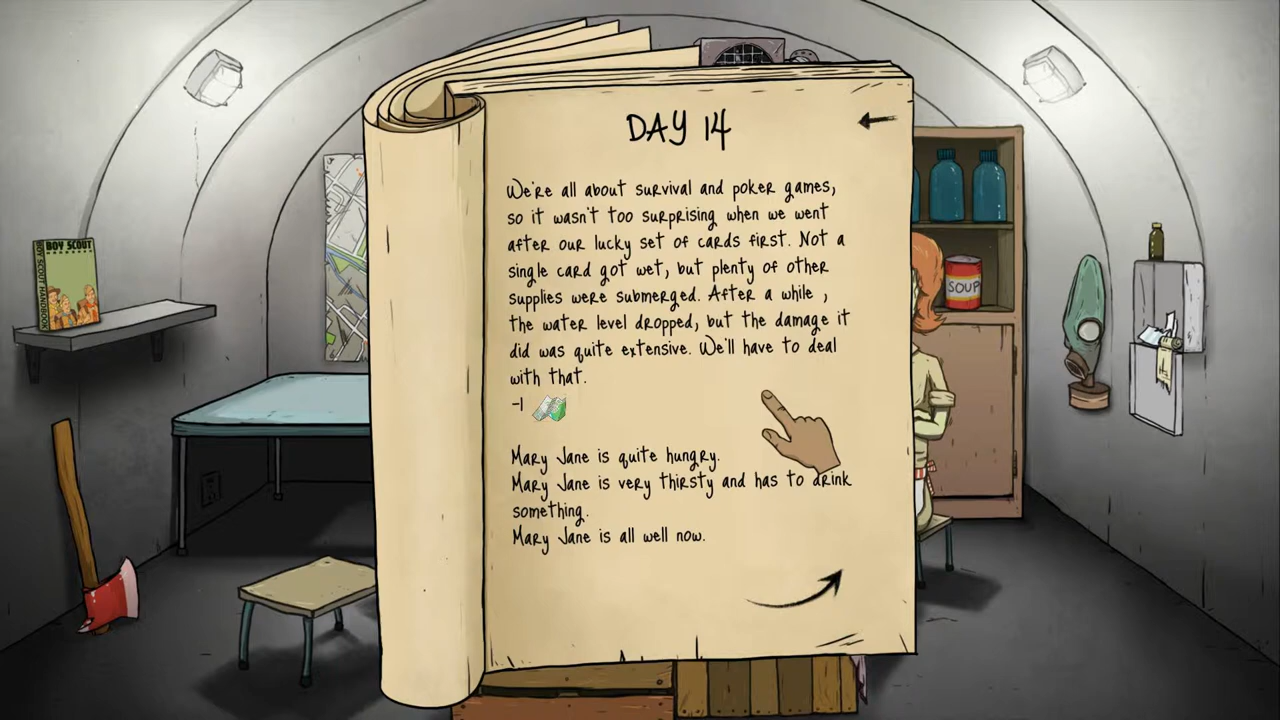 DAY 14
We're all about survival and poker games,
so it wasn't too surprising when we went
after our lucky set of cards first. Not a
single card got wet, but plenty of other
supplies were submerged. After a while ,
the water level dropped, but the damage it
did was quite extensive. We'll have to deal
with that.
-1
Mary Jane is quite hungry.
Mary Jane is very thirsty and has to drink
something.
Mary Jane is all well now.
BOY SCOUT
BOY SCOUT HANDBOOK
SOUP